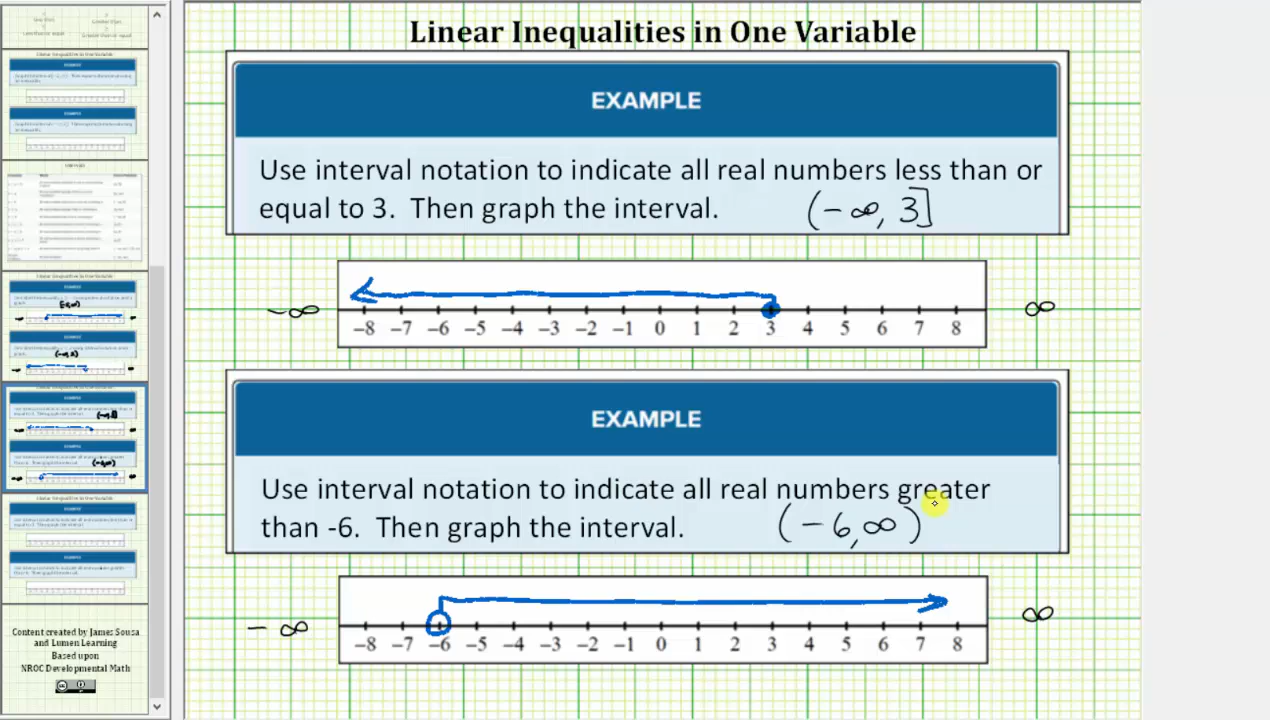 Linear Inequalities in One Variable
EXAMPLE
Use interval notation to indicate all real numbers less than or
equal to 3. Then graph the interval. (-∞, 3]
-∞ ∞
–8 –7 –6 –5 –4 –3 –2 –1 0 1 2 3 4 5 6 7 8
EXAMPLE
Use interval notation to indicate all real numbers greater
than -6. Then graph the interval. (-6,∞)
-∞ ∞
–8 –7 –6 –5 –4 –3 –2 –1 0 1 2 3 4 5 6 7 8
Content created by James Sousa
and Lumen Learning
Based upon
NROC Developmental Math